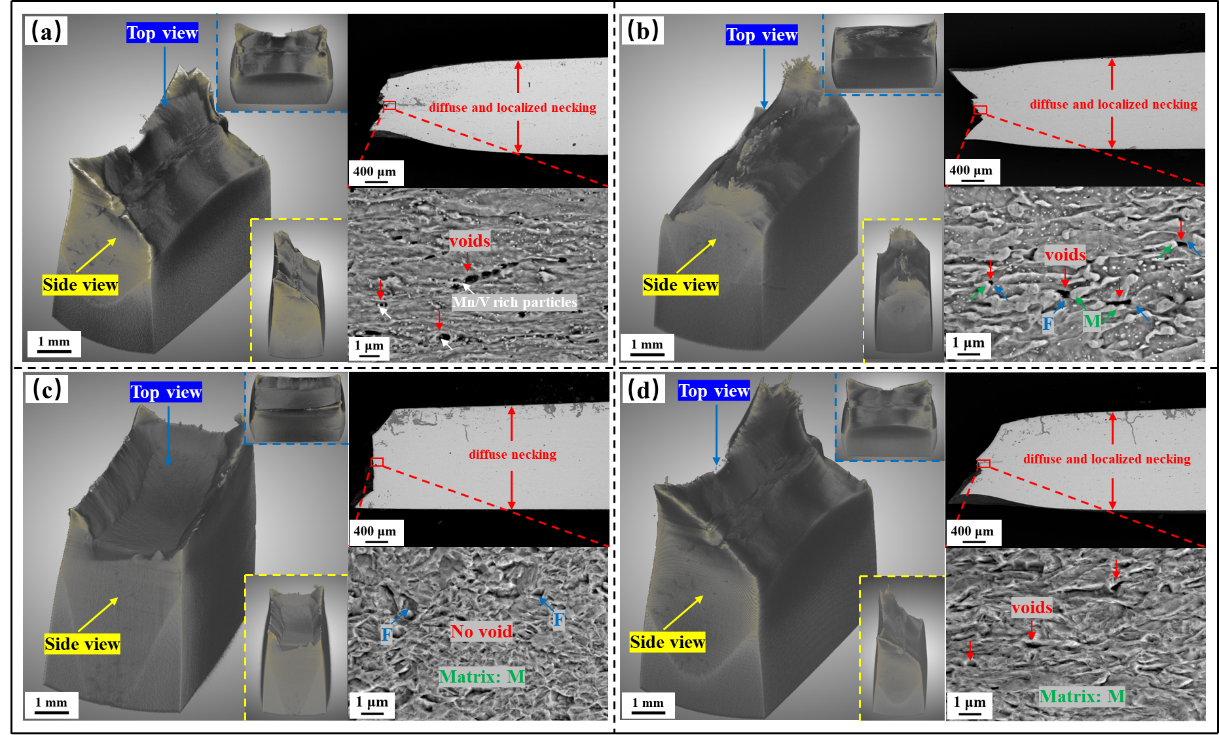 (a)
Top view
Side view
1 mm
diffuse and localized necking
400 μm
voids
Mn/V rich particles
1 μm
(b)
Top view
Side view
1 mm
diffuse and localized necking
400 μm
voids
F
M
1 μm
(c)
Top view
Side view
1 mm
diffuse necking
400 μm
F
F
No void
Matrix: M
1 μm
(d)
Top view
Side view
1 mm
diffuse and localized necking
400 μm
voids
Matrix: M
1 μm